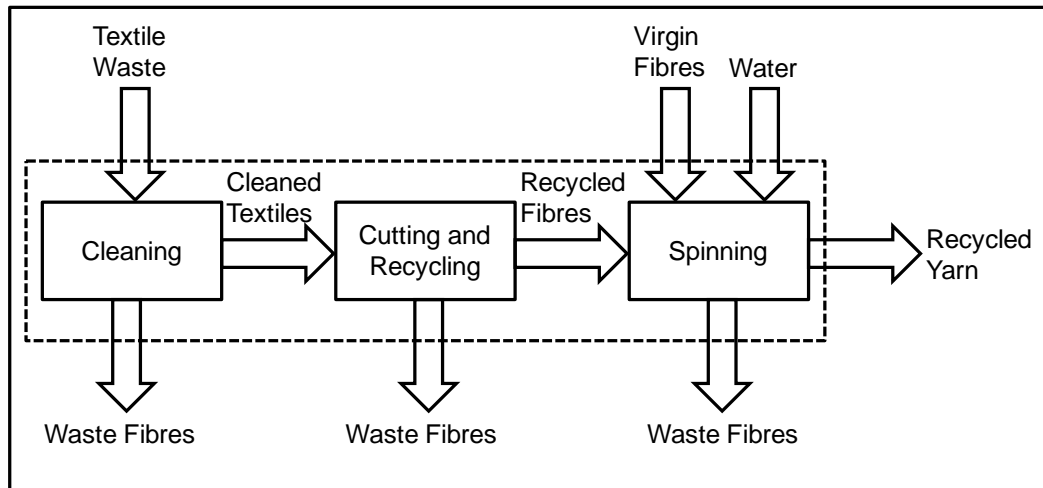 Textile
Waste
Virgin
Fibres
Water
Cleaned
Textiles
Recycled
Fibres
Cleaning
Cutting and
Recycling
Spinning
Recycled
Yarn
Waste Fibres
Waste Fibres
Waste Fibres